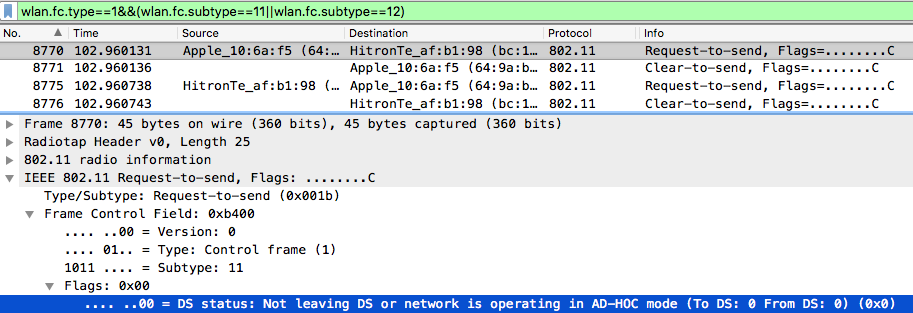 wlan.fc.type==1&&(wlan.fc.subtype==11||wlan.fc.subtype==12)
No. Time Source Destination Protocol Info
8770 102.960131 Apple_10:6a:f5 (64:… HitronTe_af:b1:98 (bc:1… 802.11 Request-to-send, Flags=........C
8771 102.960136 Apple_10:6a:f5 (64:9a:b… 802.11 Clear-to-send, Flags=........C
8775 102.960738 HitronTe_af:b1:98 (… Apple_10:6a:f5 (64:9a:b… 802.11 Request-to-send, Flags=........C
8776 102.960743 HitronTe_af:b1:98 (bc:1… 802.11 Clear-to-send, Flags=........C
Frame 8770: 45 bytes on wire (360 bits), 45 bytes captured (360 bits)
Radiotap Header v0, Length 25
802.11 radio information
IEEE 802.11 Request-to-send, Flags: ........C
Type/Subtype: Request-to-send (0x001b)
Frame Control Field: 0xb400
.... ..00 = Version: 0
.... 01.. = Type: Control frame (1)
1011 .... = Subtype: 11
Flags: 0x00
.... ..00 = DS status: Not leaving DS or network is operating in AD-HOC mode (To DS: 0 From DS: 0) (0x0)